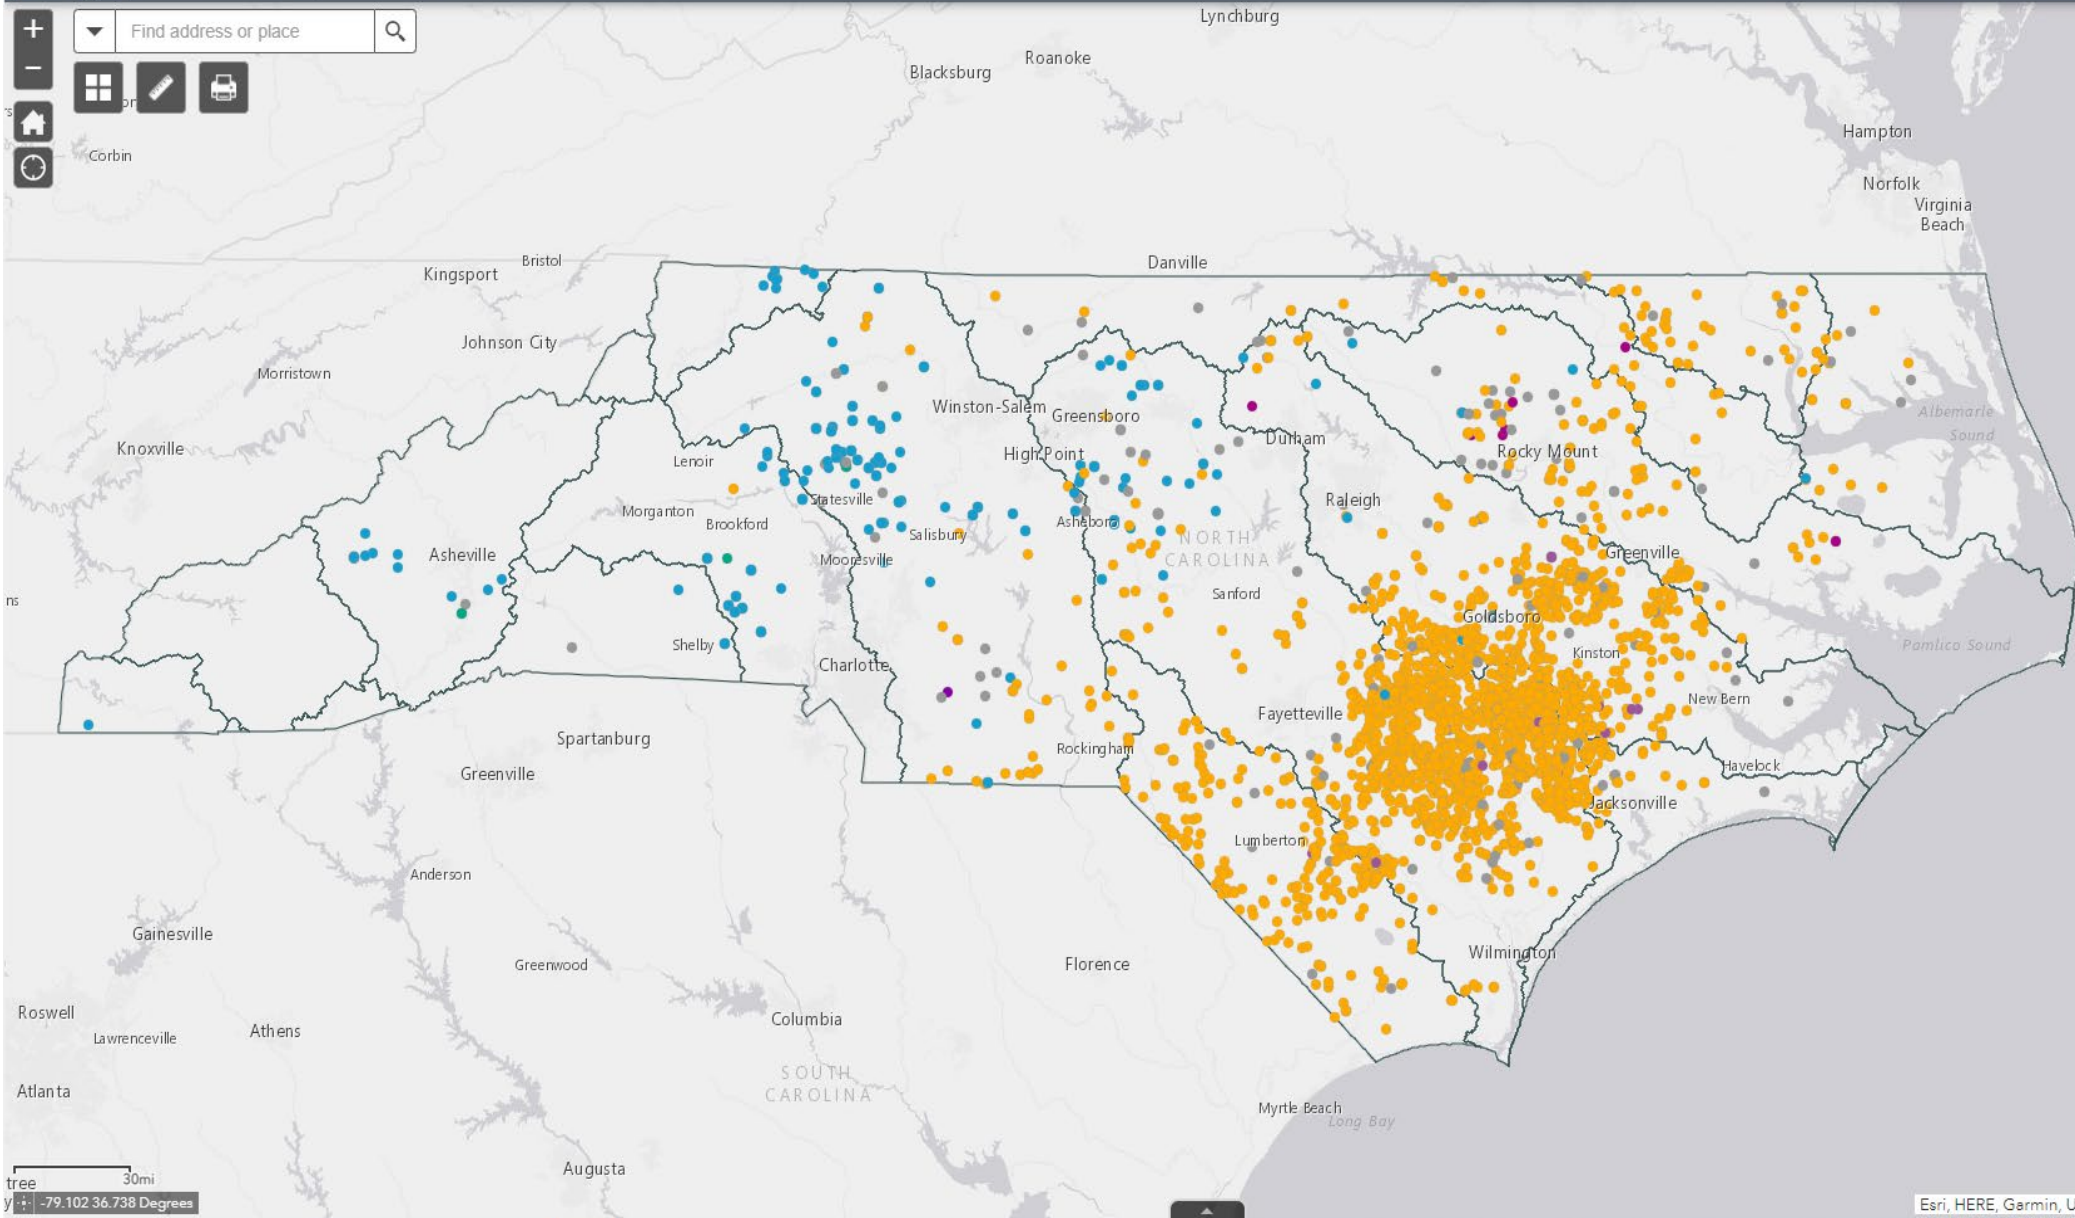 Lynchburg
Find address or place
Roanoke
Blacksburg
Hampton
Corbin
Norfolk
Virginia
Beach
Bristol
Danville
Kingsport
Johnson City
Morristown
Winston-Salem
Greensboro
Albemarle
Sound
Durham
Knoxville
High Point
Rocky Mount
Lenoir
Statesville
Raleigh
Morganton
Brookford
Asheboro
Salisbury
NORTH
CAROLINA
Asheville
Mooresville
Greenville
Sanford
ns
Goldsboro
Shelby
Kinston
Pamlico Sound
Charlotte
New Bern
Fayetteville
Spartanburg
Rockingham
Havelock
Greenville
Jacksonville
Lumberton
Anderson
Gainesville
Wilmington
Greenwood
Florence
Roswell
Columbia
Athens
Lawrenceville
SOUTH
CAROLINA
Atlanta
Myrtle Beach
Long Bay
Augusta
30mi
tree
-79.102 36.738 Degrees
Esri, HERE, Garmin, U